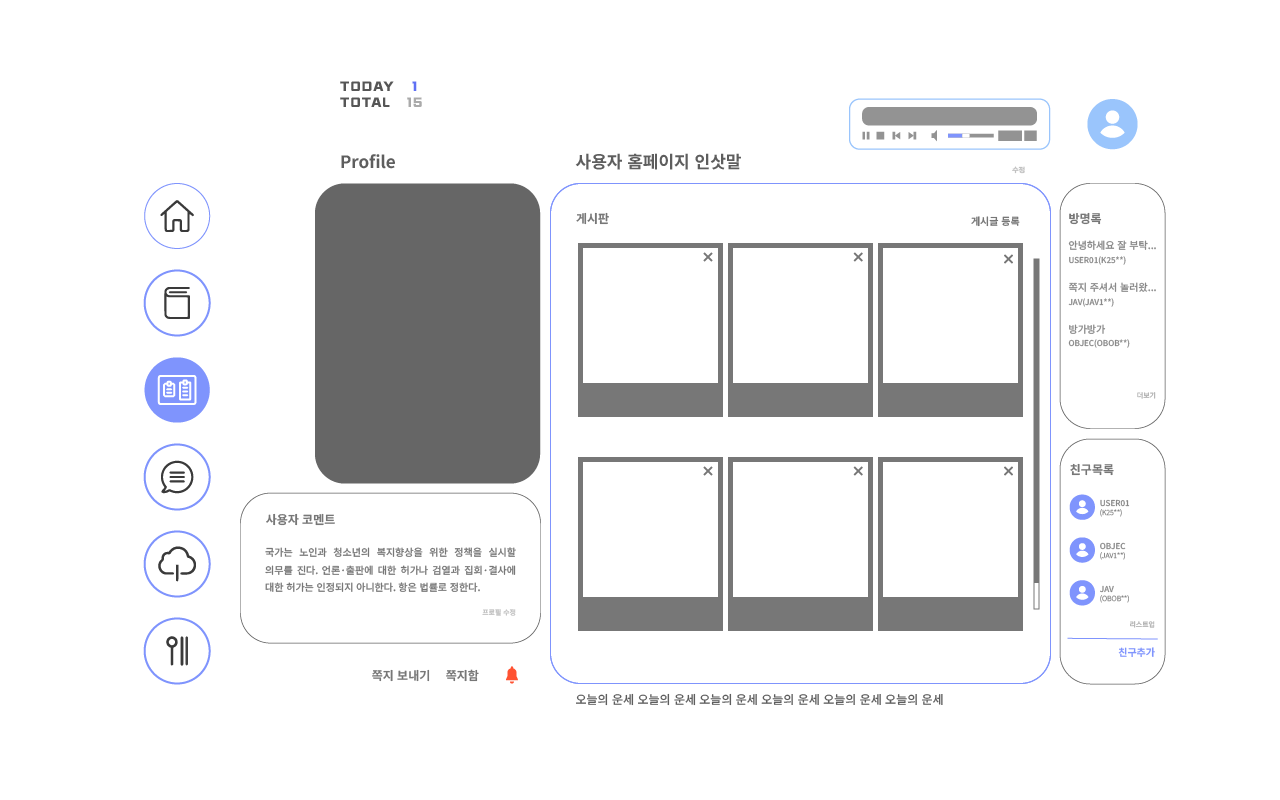 TODAY 1
TOTAL 15
Profile
사용자 홈페이지 인삿말
수정
게시판
게시글 등록
방명록
안녕하세요 잘 부탁...
USER01(K25**)
쪽지 주셔서 놀러왔...
JAV(JAV1**)
방가방가
OBJEC(OBOB**)
더보기
사용자 코멘트
국가는 노인과 청소년의 복지향상을 위한 정책을 실시할
의무를 진다. 언론·출판에 대한 허가나 검열과 집회·결사에
대한 허가는 인정되지 아니한다. 항은 법률로 정한다.
프로필 수정
친구목록
USER01
(K25**)
OBJEC
(JAV1**)
JAV
(OBOB**)
리스트업
친구추가
쪽지 보내기 쪽지함
오늘의 운세 오늘의 운세 오늘의 운세 오늘의 운세 오늘의 운세 오늘의 운세